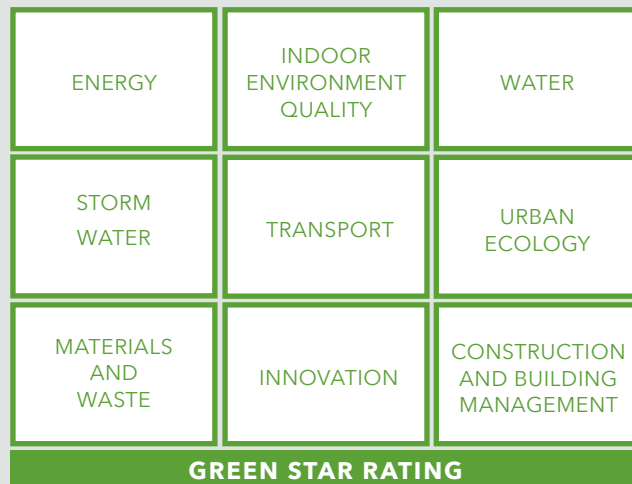 ENERGY
INDOOR
ENVIRONMENT
QUALITY
WATER
STORM
WATER
TRANSPORT
URBAN
ECOLOGY
MATERIALS
AND
WASTE
INNOVATION
CONSTRUCTION
AND BUILDING
MANAGEMENT
GREEN STAR RATING